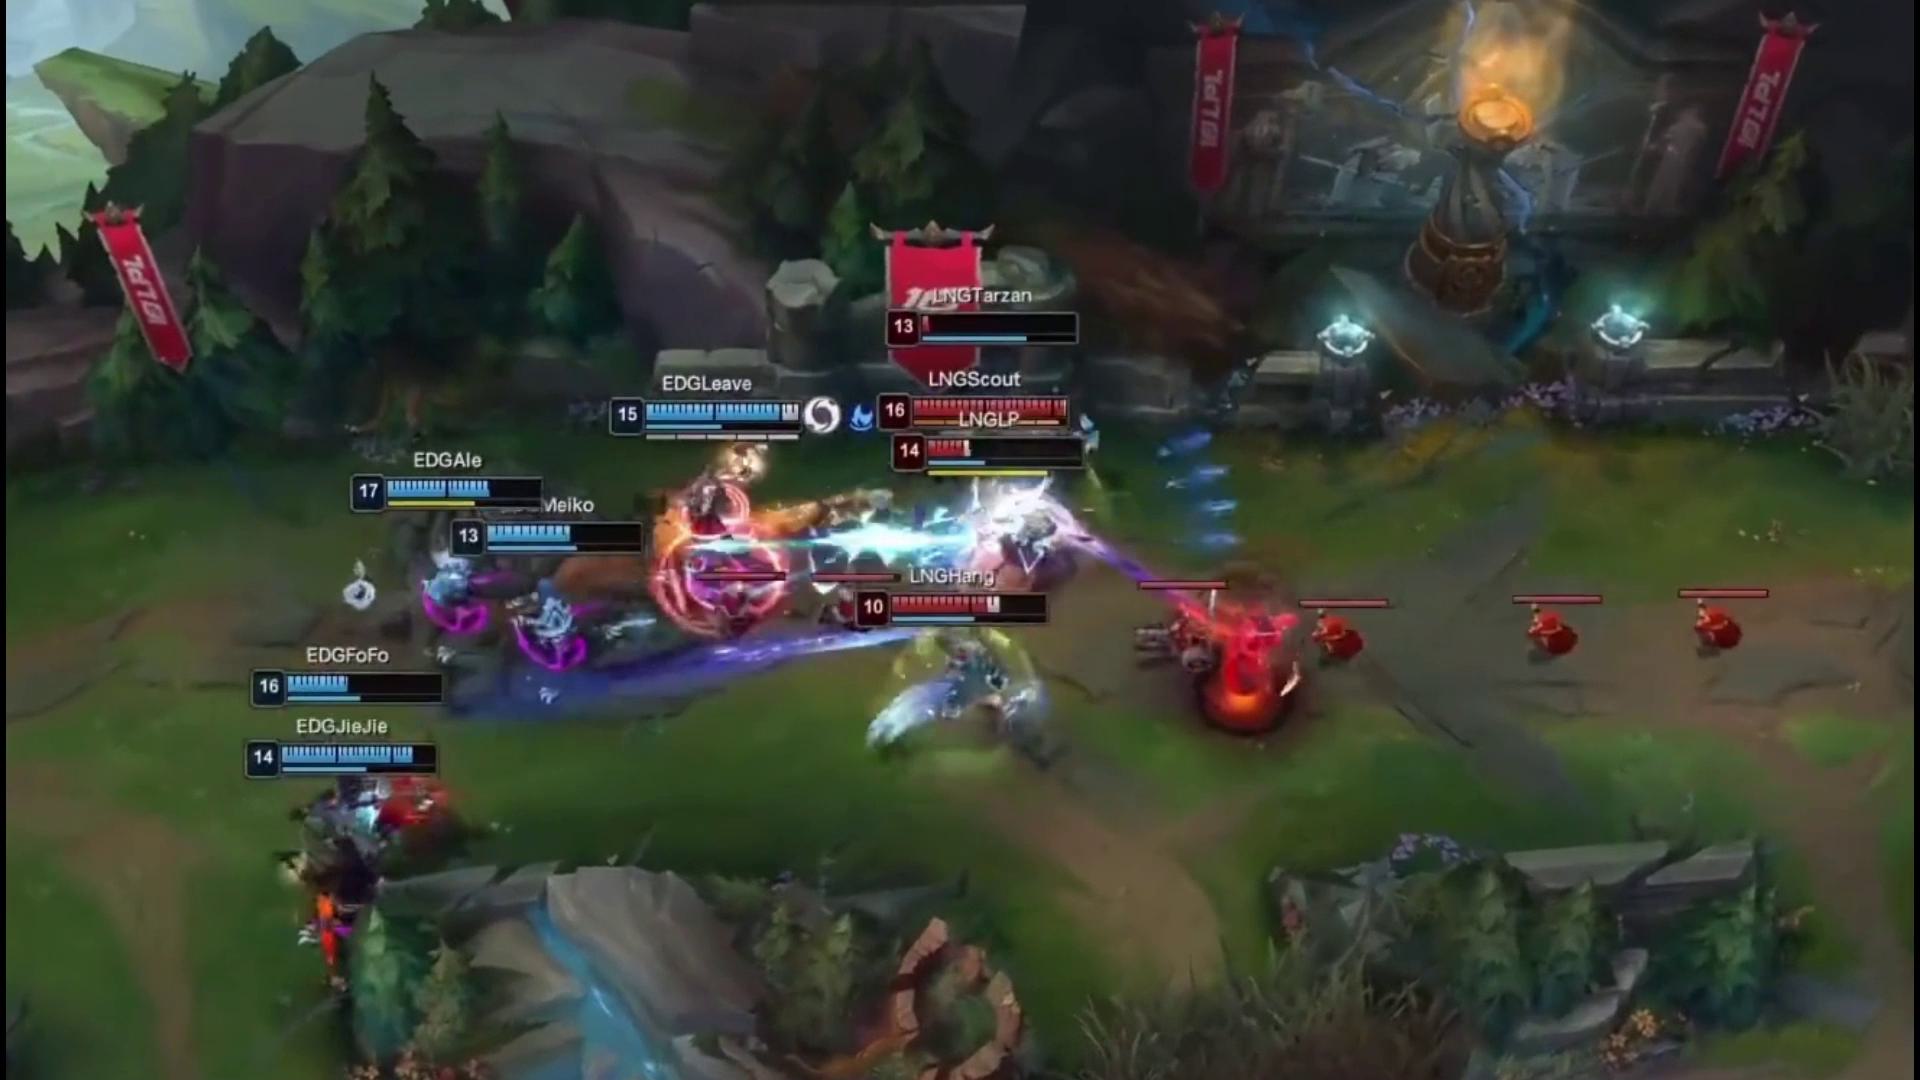 LPL
LPL
LPL
LNGTarzan
13
LNGScout
EDGLeave
15
16
LNGLP
14
EDGAle
17
Meiko
13
LNGHang
10
EDGFoFo
16
EDGJieJie
14